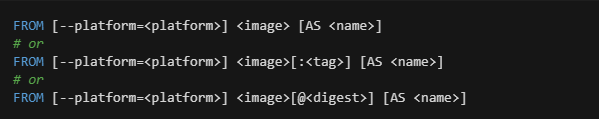 FROM [--platform=<platform>] <image> [AS <name>]
# or
FROM [--platform=<platform>] <image>[:<tag>] [AS <name>]
# or
FROM [--platform=<platform>] <image>[@<digest>] [AS <name>]